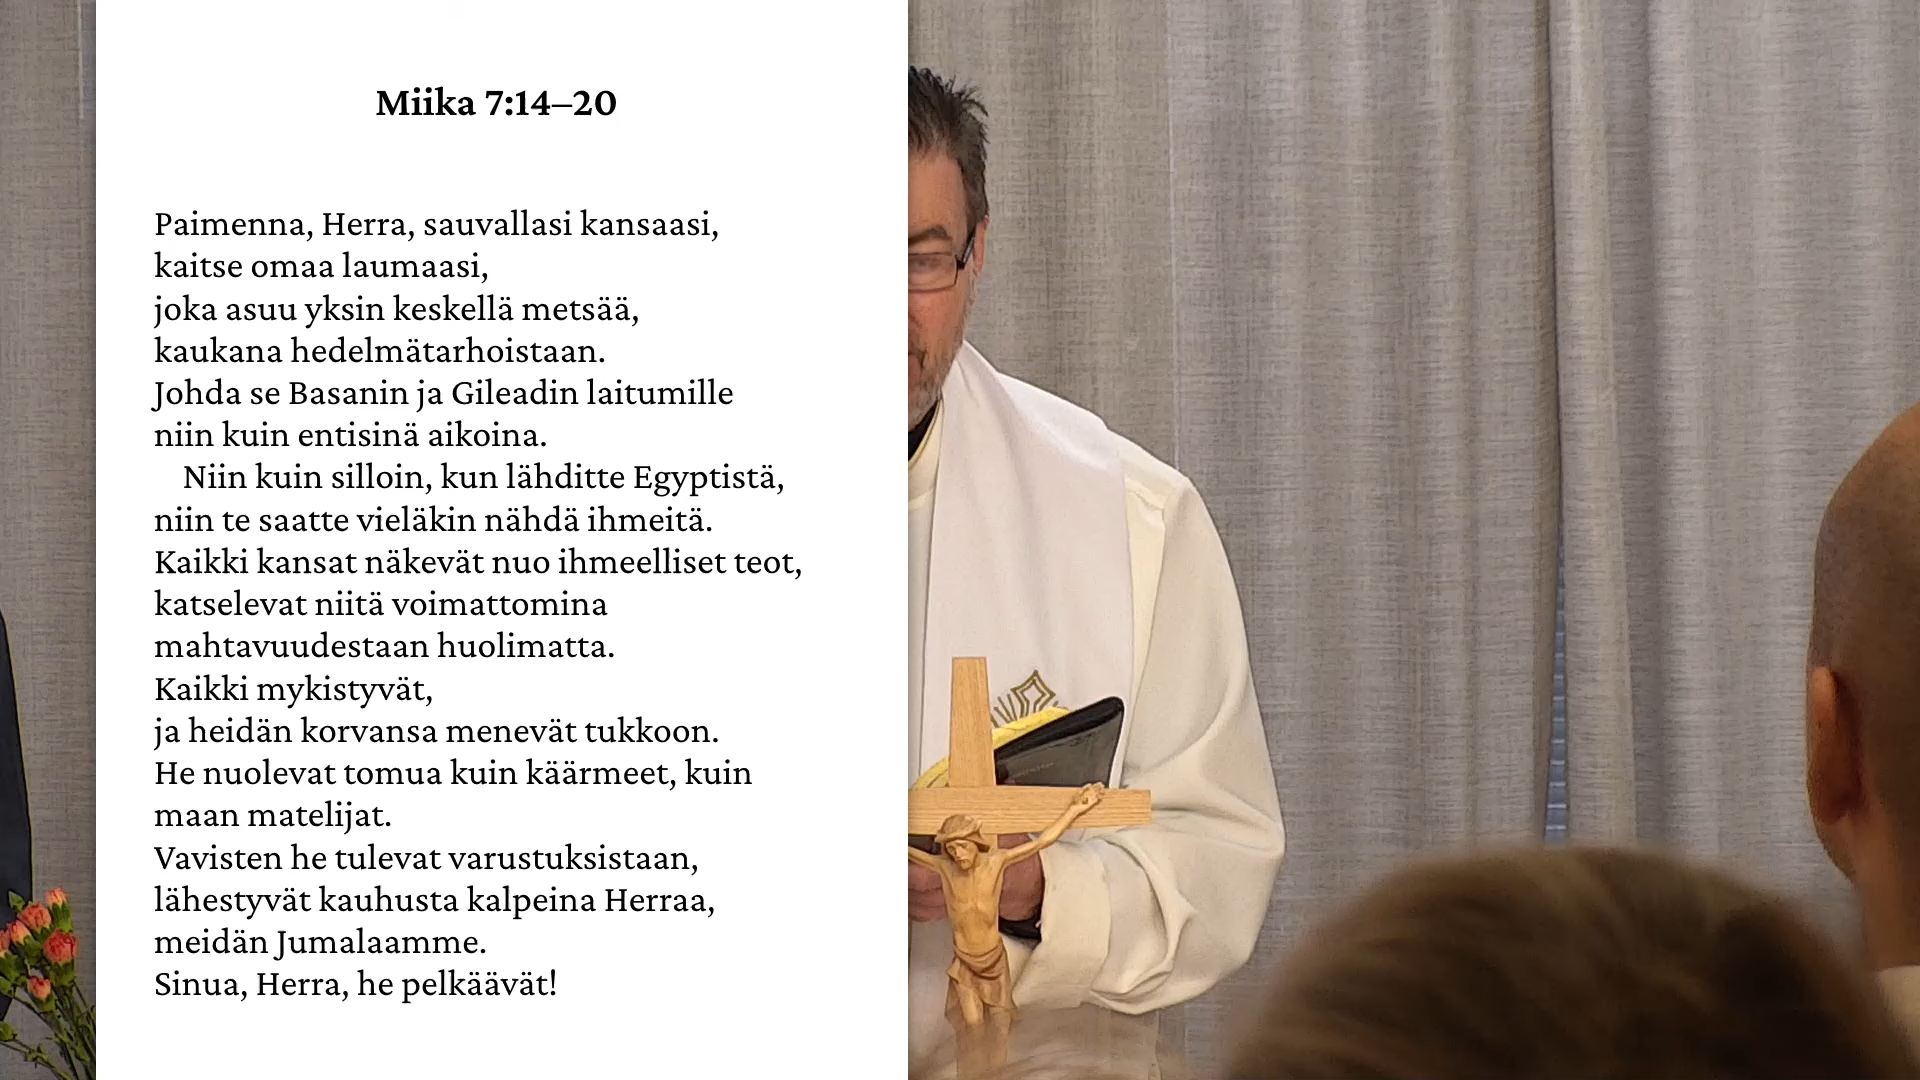 Miika 7:14–20
Paimenna, Herra, sauvallasi kansaasi,
kaitse omaa laumaasi,
joka asuu yksin keskellä metsää,
kaukana hedelmätarhoistaan.
Johda se Basanin ja Gileadin laitumille
niin kuin entisinä aikoina.
Niin kuin silloin, kun lähditte Egyptistä,
niin te saatte vieläkin nähdä ihmeitä.
Kaikki kansat näkevät nuo ihmeelliset teot,
katselevat niitä voimattomina
mahtavuudestaan huolimatta.
Kaikki mykistyvät,
ja heidän korvansa menevät tukkoon.
He nuolevat tomua kuin käärmeet, kuin
maan matelijat.
Vavisten he tulevat varustuksistaan,
lähestyvät kauhusta kalpeina Herraa,
meidän Jumalaamme.
Sinua, Herra, he pelkäävät!